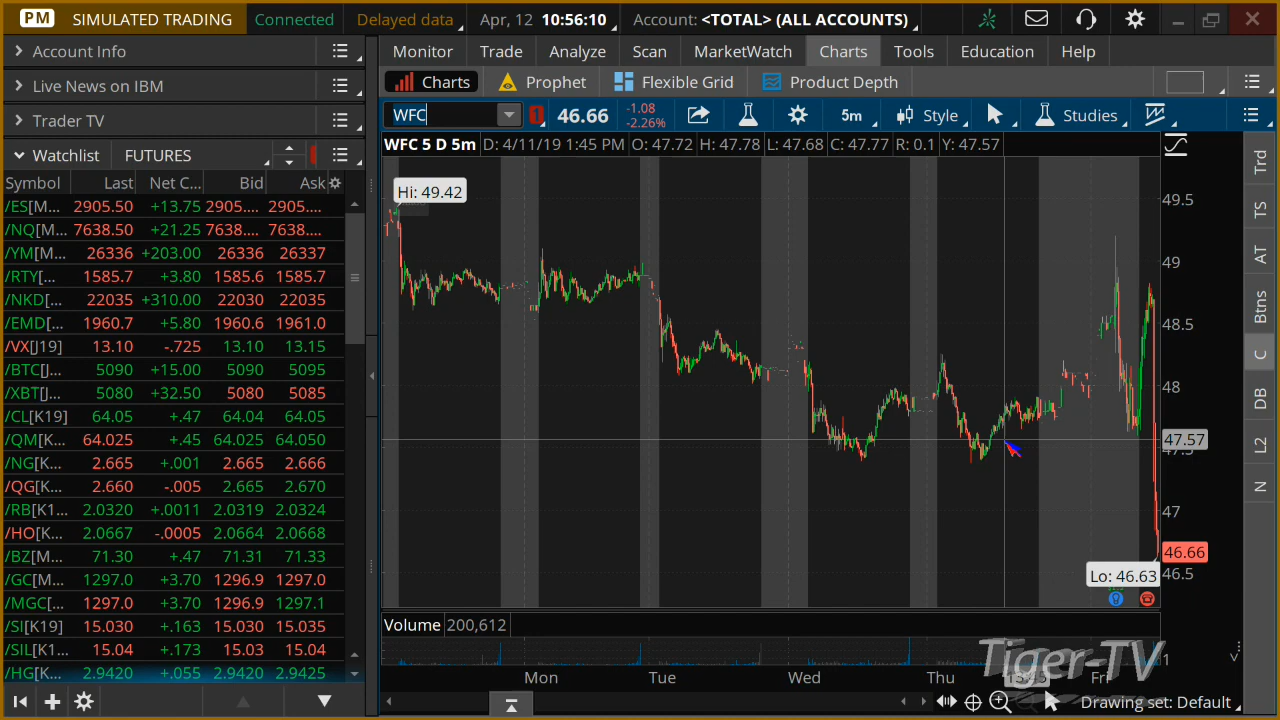 PM SIMULATED TRADING Connected Delayed data Apr, 12 10:56:10 Account: <TOTAL> (ALL ACCOUNTS)
Account Info
Live News on IBM
Trader TV
Watchlist FUTURES
Symbol Last Net C... Bid Ask
/ES[M... 2905.50 +13.75 2905.... 2905....
/NQ[M... 7638.50 +21.25 7638.... 7638....
/YM[M... 26336 +203.00 26336 26337
/RTY[... 1585.7 +3.80 1585.6 1585.7
/NKD[... 22035 +310.00 22030 22035
/EMD[... 1960.7 +5.80 1960.6 1961.0
/VX[J19] 13.10 -.725 13.10 13.15
/BTC[J... 5090 +15.00 5090 5095
/XBT[J... 5080 +32.50 5080 5085
/CL[K19] 64.05 +.47 64.04 64.05
/QM[K... 64.025 +.45 64.025 64.050
/NG[K... 2.665 +.001 2.665 2.666
/QG[K... 2.660 -.005 2.665 2.670
/RB[K1... 2.0320 +.0011 2.0319 2.0324
/HO[K... 2.0667 -.0005 2.0664 2.0668
/BZ[M... 71.30 +.47 71.31 71.33
/GC[M... 1297.0 +3.70 1296.9 1297.0
/MGC[... 1297.0 +3.70 1296.9 1297.1
/SI[K19] 15.030 +.163 15.030 15.035
/SIL[K1... 15.04 +.173 15.03 15.04
/HG[K... 2.9420 +.055 2.9420 2.9425
Monitor Trade Analyze Scan MarketWatch Charts Tools Education Help
Charts Prophet Flexible Grid Product Depth
WFC 1 46.66 -1.08 5m Style Studies
-2.26%
WFC 5 D 5m D: 4/11/19 1:45 PM O: 47.72 H: 47.78 L: 47.68 C: 47.77 R: 0.1 Y: 47.57
Hi: 49.42
49.5
49
48.5
48
47.57
47.5
47
46.66
46.5
Lo: 46.63
Volume 200,612
Tiger-TV
1
Mon Tue Wed Thu Fri
Drawing set: Default
Trd
TS
AT
Btns
C
DB
L2
N